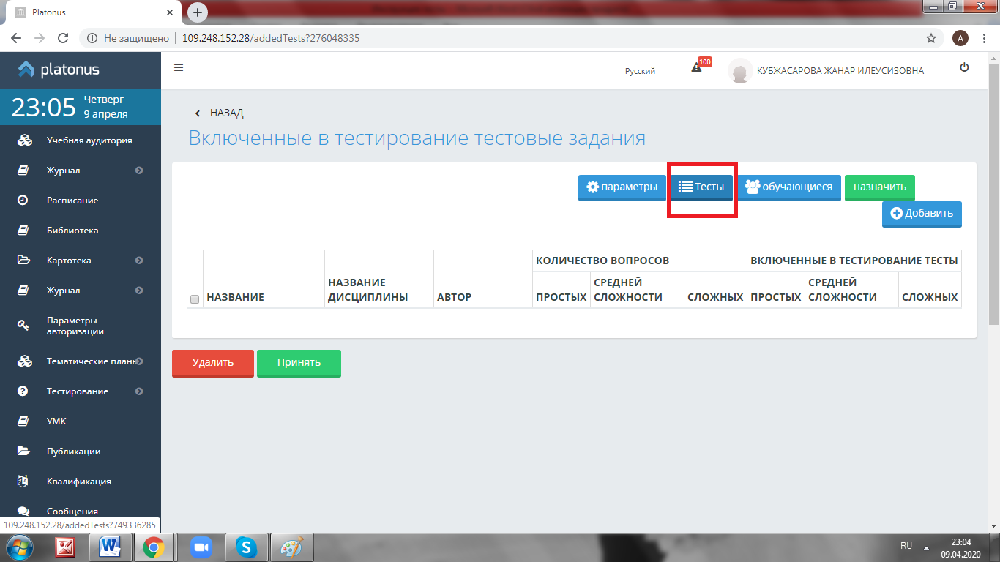 Platonus
Не защищено
109.248.152.28/addedTests?276048335
A
platonus
Русский
100
КУБЖАСАРОВА ЖАНАР ИЛЕУСИЗОВНА
23:05
Четверг
9 апреля
Учебная аудитория
Журнал
Расписание
Библиотека
Картотека
Журнал
Параметры
авторизации
Тематические планы
Тестирование
УМК
Публикации
Квалификация
Сообщения
НАЗАД
Включенные в тестирование тестовые задания
параметры
Тесты
обучающиеся
назначить
Добавить
КОЛИЧЕСТВО ВОПРОСОВ
ВКЛЮЧЕННЫЕ В ТЕСТИРОВАНИЕ ТЕСТЫ
НАЗВАНИЕ
НАЗВАНИЕ
ДИСЦИПЛИНЫ
АВТОР
ПРОСТЫХ
СРЕДНЕЙ
СЛОЖНОСТИ
СЛОЖНЫХ
ПРОСТЫХ
СРЕДНЕЙ
СЛОЖНОСТИ
СЛОЖНЫХ
Удалить
Принять
109.248.152.28/addedTests?749336285
RU
23:04
09.04.2020